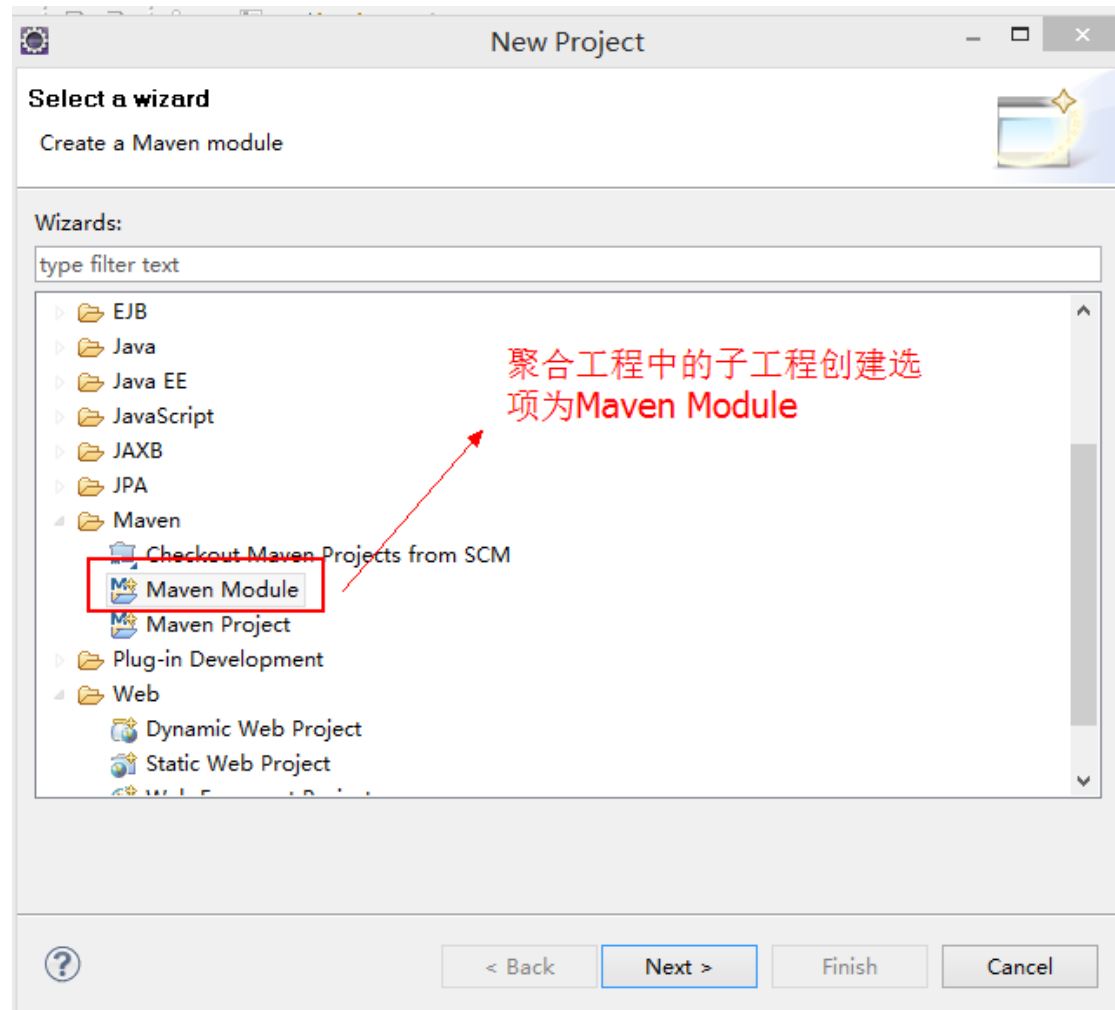 New Project
Select a wizard
Create a Maven module
Wizards:
type filter text
EJB
Java
Java EE
JavaScript
JAXB
JPA
Maven
Checkout Maven Projects from SCM
Maven Module
Maven Project
Plug-in Development
Web
Dynamic Web Project
Static Web Project
聚合工程中的子工程创建选
项为Maven Module
< Back
Next >
Finish
Cancel